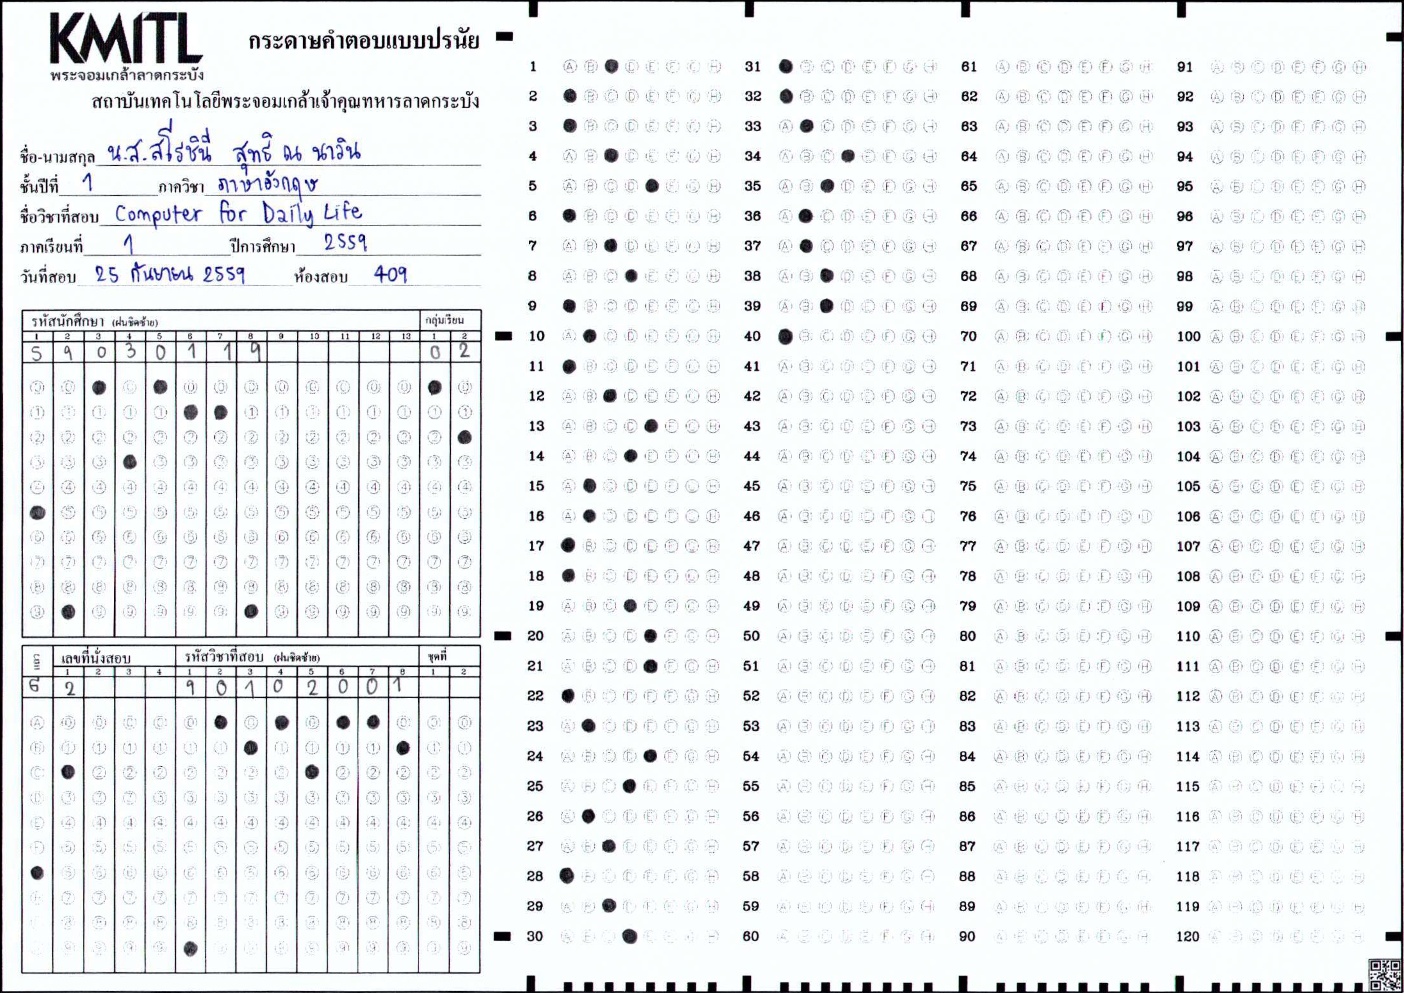 KMITL
พระจอมเกล้าลาดกระบัง
กระดาษคำตอบแบบปรนัย
สถาบันเทคโนโลยีพระจอมเกล้าเจ้าคุณทหารลาดกระบัง
ชื่อ-นามสกุล น.ส.สโรชินี สุทธิ ณ นาวิน
ชั้นปีที่ 1 ภาควิชา ภาษาอังกฤษ
ชื่อวิชาที่สอบ Computer for Daily Life
ภาคเรียนที่ 1 ปีการศึกษา 2559
วันที่สอบ 25 กันยายน 2559 ห้องสอบ 409
รหัสนักศึกษา (ฝนชิดซ้าย) กลุ่มเรียน
1 2 3 4 5 6 7 8 9 10 11 12 13 1 2
5 9 0 3 0 1 1 9 0 2
แถว เลขที่นั่งสอบ รหัสวิชาที่สอบ (ฝนชิดซ้าย) ชุดที่
1 2 3 4 1 2 3 4 5 6 7 8 1 2
G 2 9 0 1 0 2 0 0 1
1 31 61 91
2 32 62 92
3 33 63 93
4 34 64 94
5 35 65 95
6 36 66 96
7 37 67 97
8 38 68 98
9 39 69 99
10 40 70 100
11 41 71 101
12 42 72 102
13 43 73 103
14 44 74 104
15 45 75 105
16 46 76 106
17 47 77 107
18 48 78 108
19 49 79 109
20 50 80 110
21 51 81 111
22 52 82 112
23 53 83 113
24 54 84 114
25 55 85 115
26 56 86 116
27 57 87 117
28 58 88 118
29 59 89 119
30 60 90 120